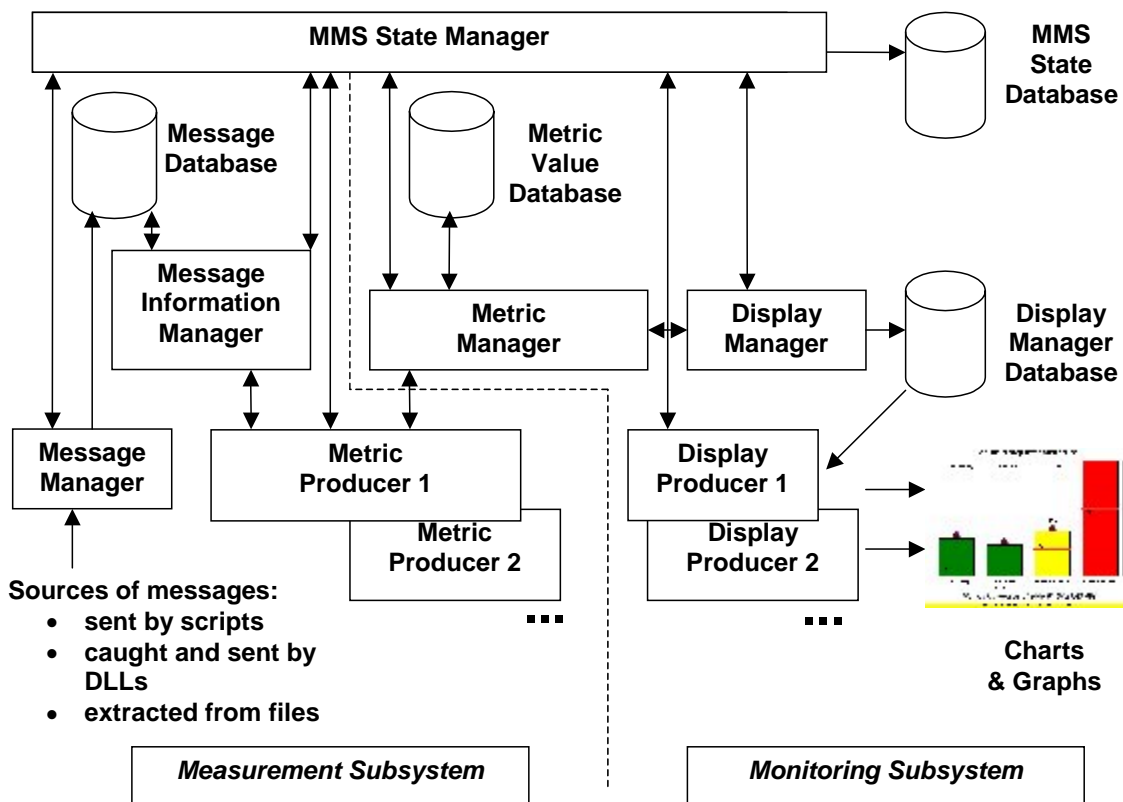 MMS State Manager
MMS
State
Database
Message
Database
Metric
Value
Database
Message
Information
Manager
Metric
Manager
Display
Manager
Display
Manager
Database
Message
Manager
Metric
Producer 1
Metric
Producer 2
Display
Producer 1
Display
Producer 2
Sources of messages:
• sent by scripts
• caught and sent by
DLLs
• extracted from files
Charts
& Graphs
Measurement Subsystem
Monitoring Subsystem